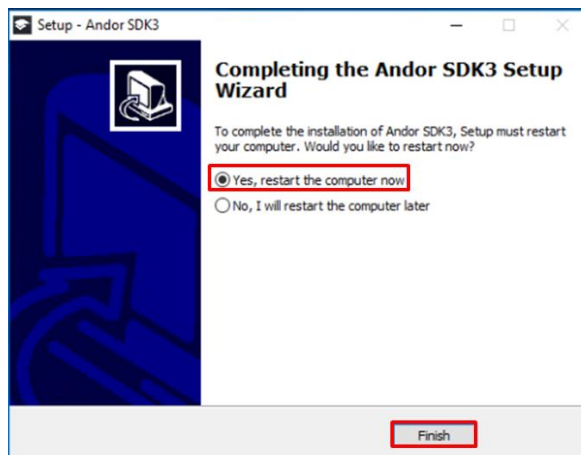 Setup - Andor SDK3
Completing the Andor SDK3 Setup
Wizard
To complete the installation of Andor SDK3, Setup must restart
your computer. Would you like to restart now?
Yes, restart the computer now
No, I will restart the computer later
Finish